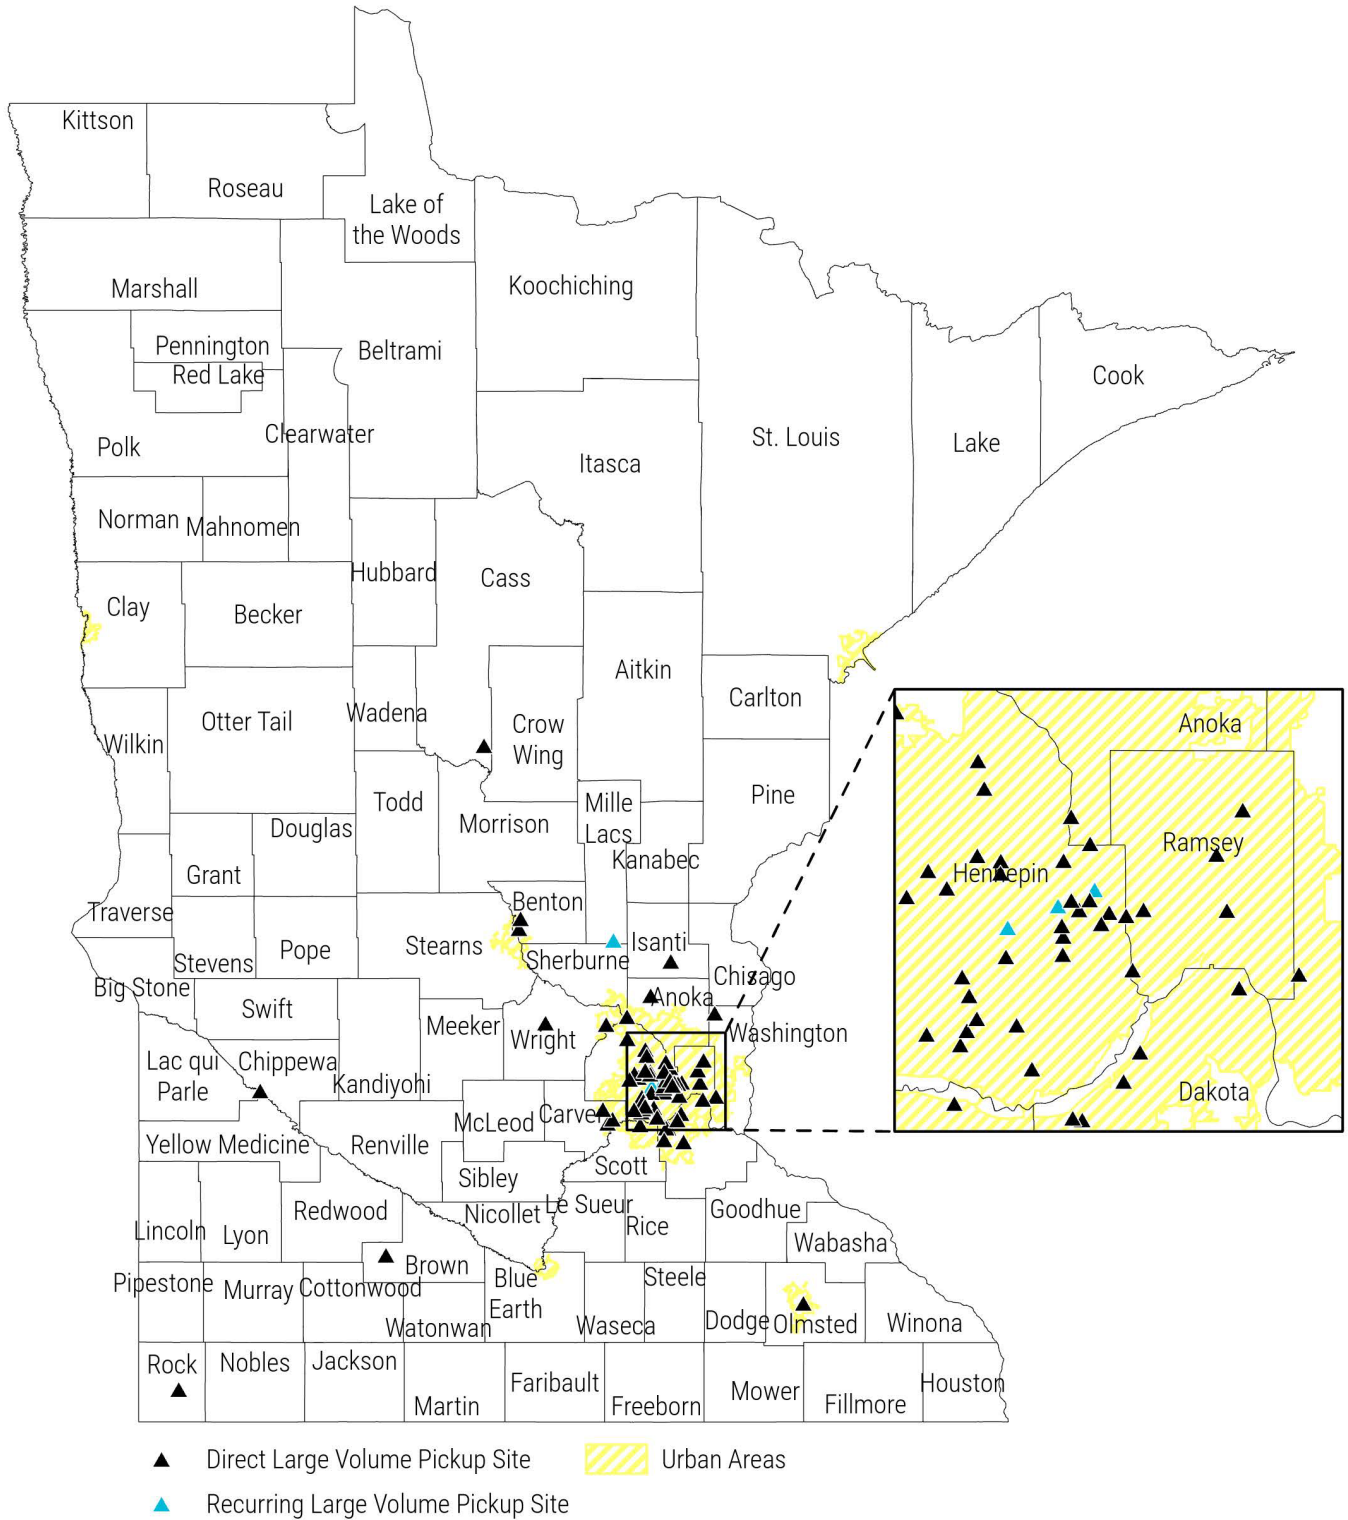 Kittson
Roseau
Lake of
the Woods
Marshall
Koochiching
Pennington
Red Lake
Beltrami
Cook
Polk
Clearwater
St. Louis
Lake
Itasca
Norman
Mahnomen
Hubbard
Cass
Clay
Becker
Aitkin
Carlton
Otter Tail
Wadena
Crow
Wing
Wilkin
Anoka
Todd
Mille
Lacs
Pine
Douglas
Morrison
Ramsey
Kanabec
Grant
Hennepin
Traverse
Benton
Stearns
Isanti
Pope
Stevens
Sherburne
Chisago
Big Stone
Swift
Anoka
Meeker
Wright
Washington
Lac qui
Parle
Chippewa
Kandiyohi
Dakota
McLeod
Carver
Yellow Medicine
Renville
Scott
Sibley
Redwood
Nicollet
Le Sueur
Rice
Goodhue
Lincoln
Lyon
Wabasha
Brown
Pipestone
Murray
Cottonwood
Blue
Earth
Steele
Watonwan
Waseca
Dodge
Olmsted
Winona
Rock
Nobles
Jackson
Martin
Faribault
Freeborn
Mower
Fillmore
Houston
Direct Large Volume Pickup Site
Urban Areas
Recurring Large Volume Pickup Site